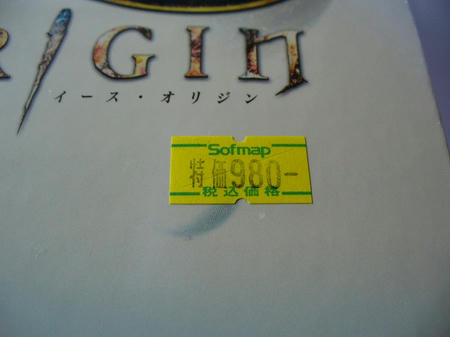 RIGIN
イース・オリジン
Sofmap
特価980-
税込価格